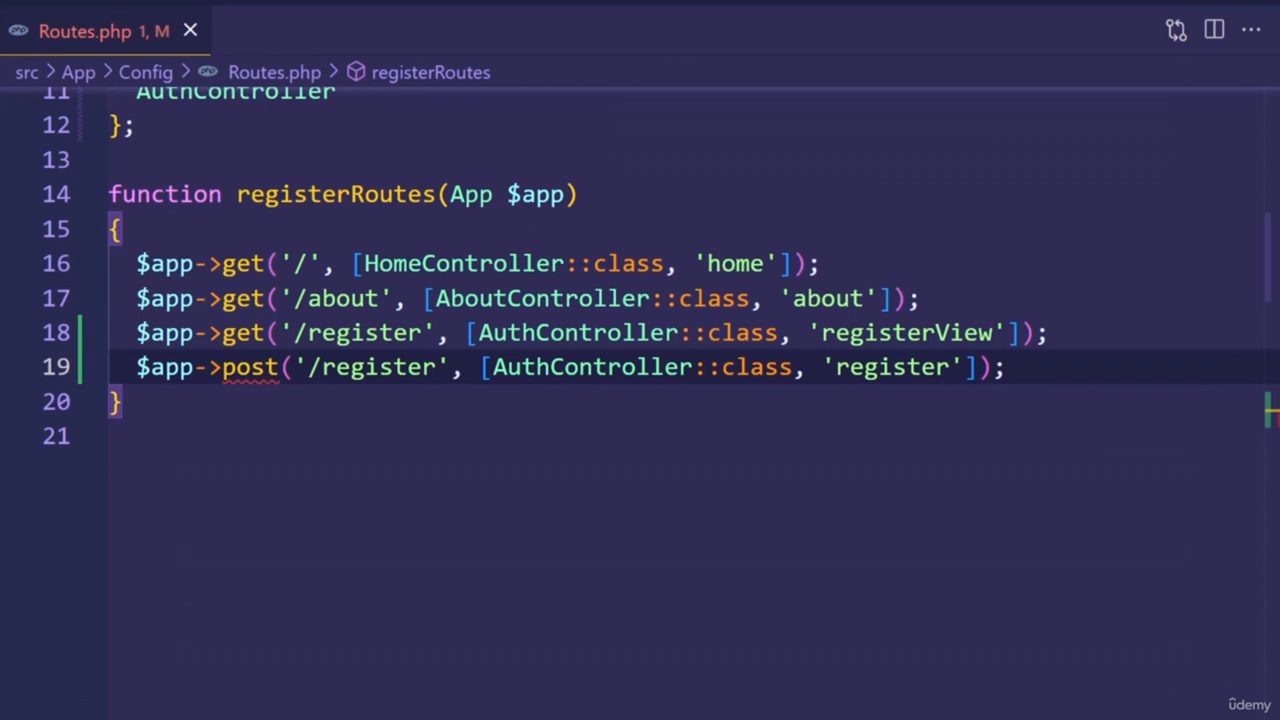 Routes.php 1, M
src > App > Config > Routes.php > registerRoutes
11 AuthController
12 };
13
14 function registerRoutes(App $app)
15 {
16 $app->get('/', [HomeController::class, 'home']);
17 $app->get('/about', [AboutController::class, 'about']);
18 $app->get('/register', [AuthController::class, 'registerView']);
19 $app->post('/register', [AuthController::class, 'register']);
20 }
21
ûdemy